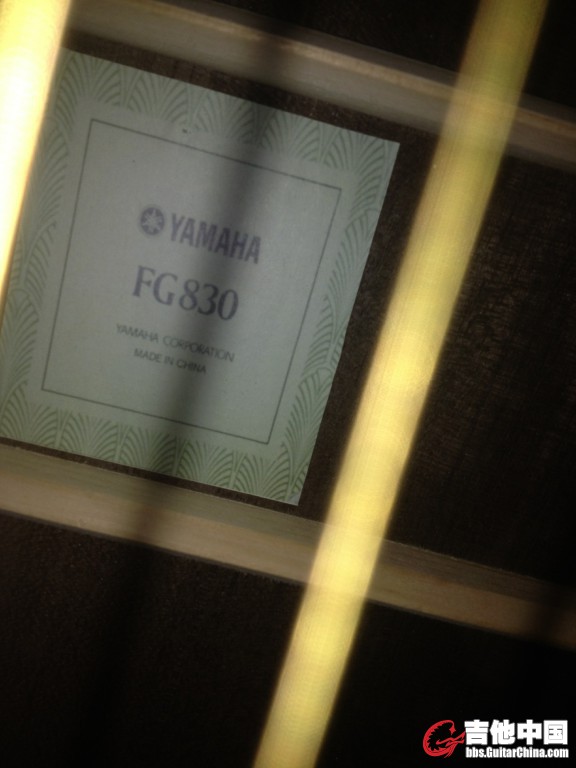 YAMAHA
FG830
YAMAHA CORPORATION
MADE IN CHINA
吉他中国
bbs.GuitarChina.com